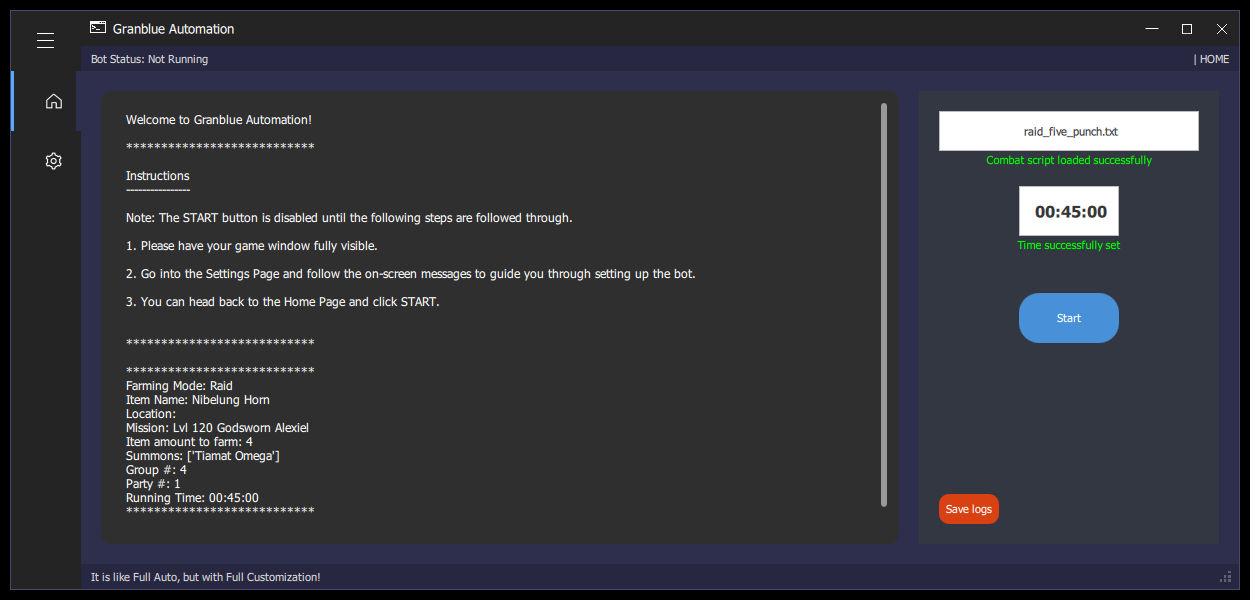 Granblue Automation
Bot Status: Not Running
| HOME
Welcome to Granblue Automation!
***************************
Instructions
----------------
Note: The START button is disabled until the following steps are followed through.
1. Please have your game window fully visible.
2. Go into the Settings Page and follow the on-screen messages to guide you through setting up the bot.
3. You can head back to the Home Page and click START.
***************************
***************************
Farming Mode: Raid
Item Name: Nibelung Horn
Location:
Mission: Lvl 120 Godsworn Alexiel
Item amount to farm: 4
Summons: ['Tiamat Omega']
Group #: 4
Party #: 1
Running Time: 00:45:00
***************************
raid_five_punch.txt
Combat script loaded successfully
00:45:00
Time successfully set
Start
Save logs
It is like Full Auto, but with Full Customization!